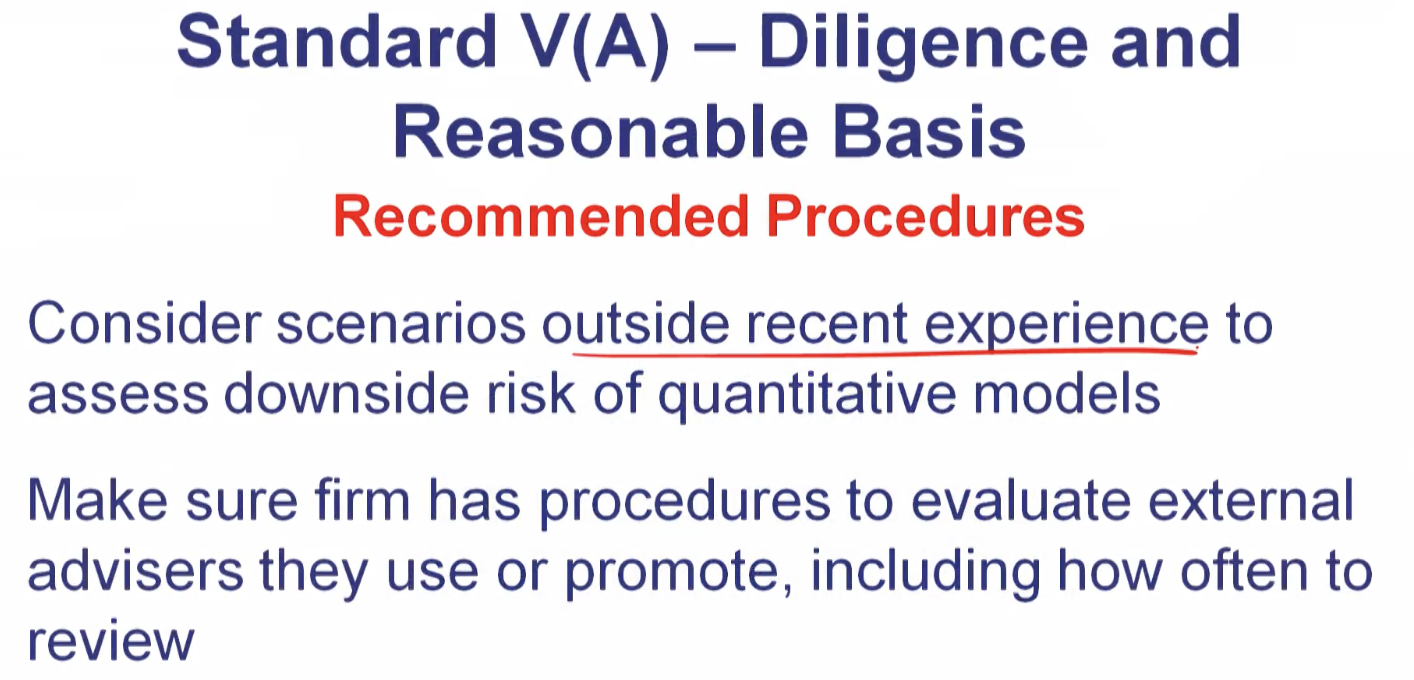 Standard V(A) – Diligence and
Reasonable Basis
Recommended Procedures
Consider scenarios outside recent experience to
assess downside risk of quantitative models
Make sure firm has procedures to evaluate external
advisers they use or promote, including how often to
review